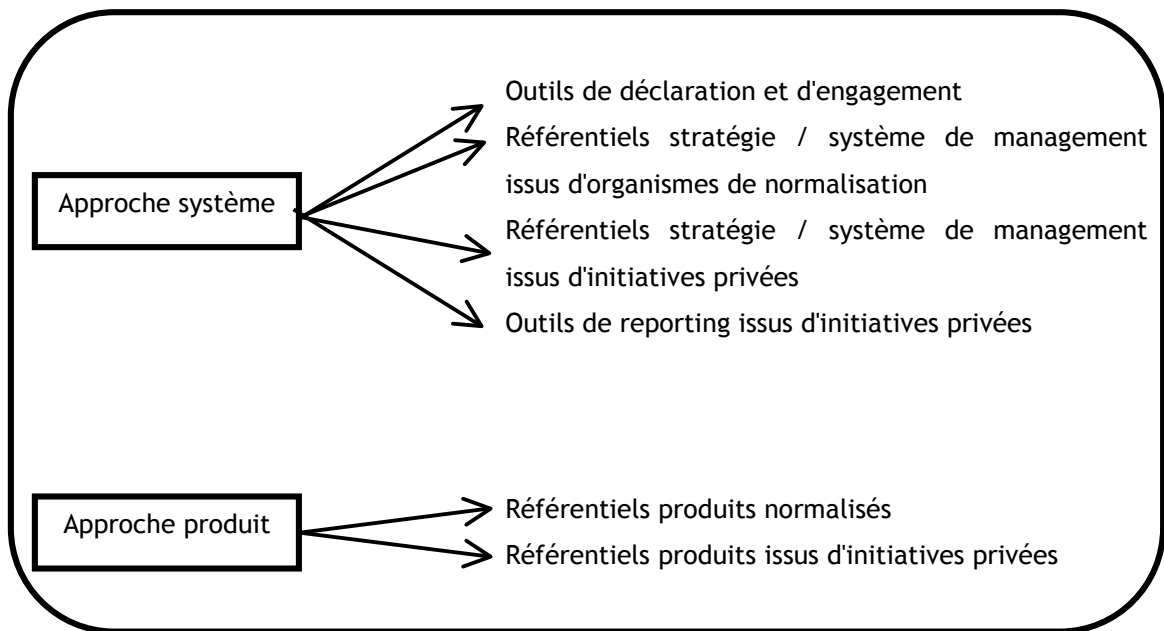 Approche système
Outils de déclaration et d'engagement
Référentiels stratégie / système de management
issus d'organismes de normalisation
Référentiels stratégie / système de management
issus d'initiatives privées
Outils de reporting issus d'initiatives privées
Approche produit
Référentiels produits normalisés
Référentiels produits issus d'initiatives privées